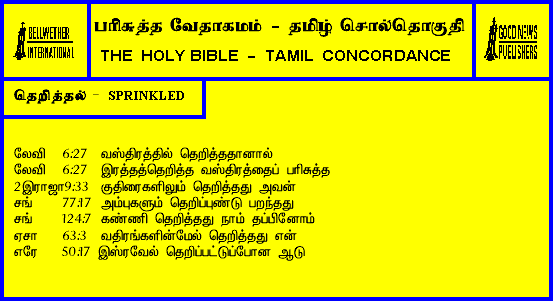 BELLWETHER
INTERNATIONAL
பரிசுத்த வேதாகமம் - தமிழ் சொல்தொகுதி
THE HOLY BIBLE - TAMIL CONCORDANCE
GOOD NEWS
PUBLISHERS
தெறித்தல் - SPRINKLED
லேவி 6:27 வஸ்திரத்தில் தெறித்ததானால்
லேவி 6:27 இரத்தத்தெறித்த வஸ்திரத்தைப் பரிசுத்த
2இராஜா9:33 குதிரைகளிலும் தெறித்தது அவன்
சங் 77:17 அம்புகளும் தெறிப்புண்டு பறந்தது
சங் 124:7 கண்ணி தெறித்தது நாம் தப்பினோம்
ஏசா 63:3 வதிரங்களின்மேல் தெறித்தது என்
எரே 50:17 இஸ்ரவேல் தெறிப்பட்டுப்போன ஆடு